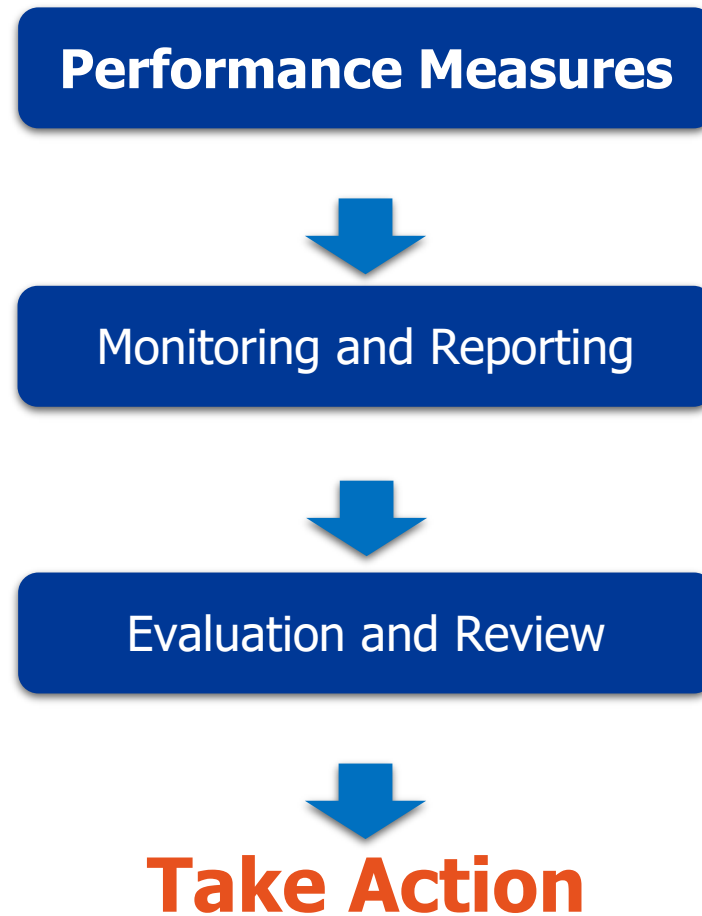 Performance Measures
Monitoring and Reporting
Evaluation and Review
Take Action